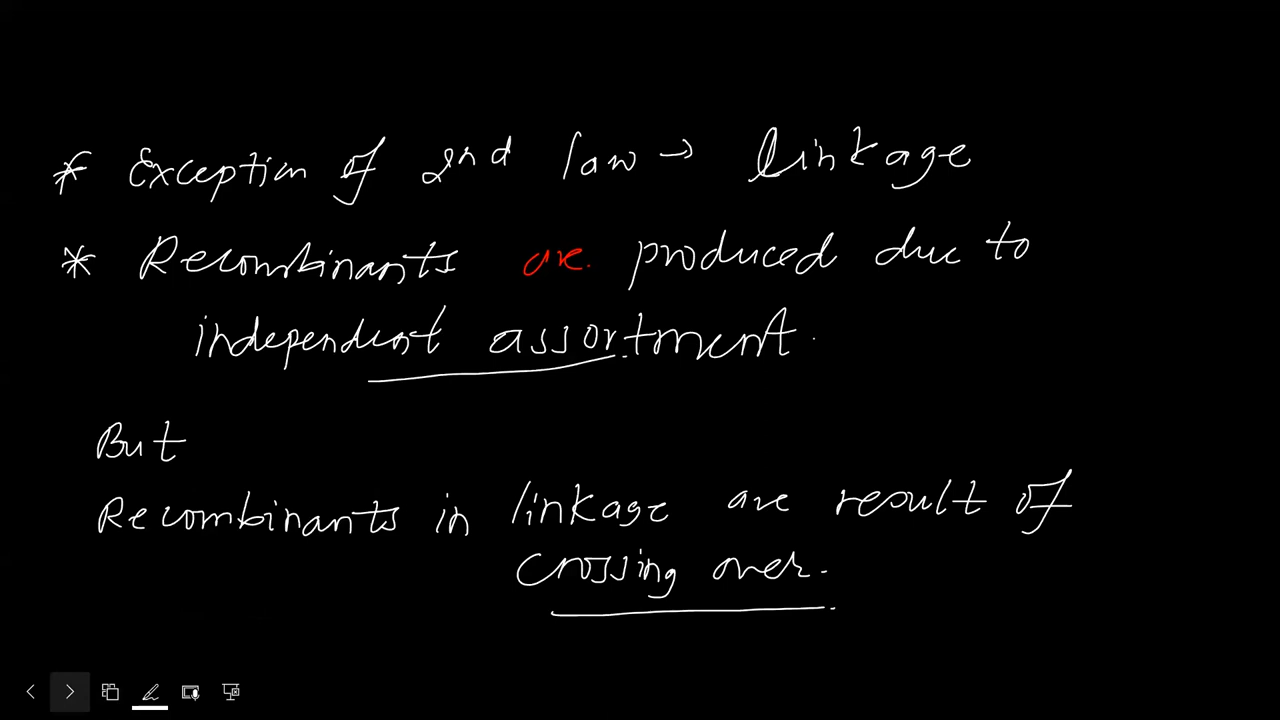 * Exception of 2nd law → linkage
* Recombinants are. produced due to
independent assortment.
But
Recombinants in linkage are result of
crossing over.